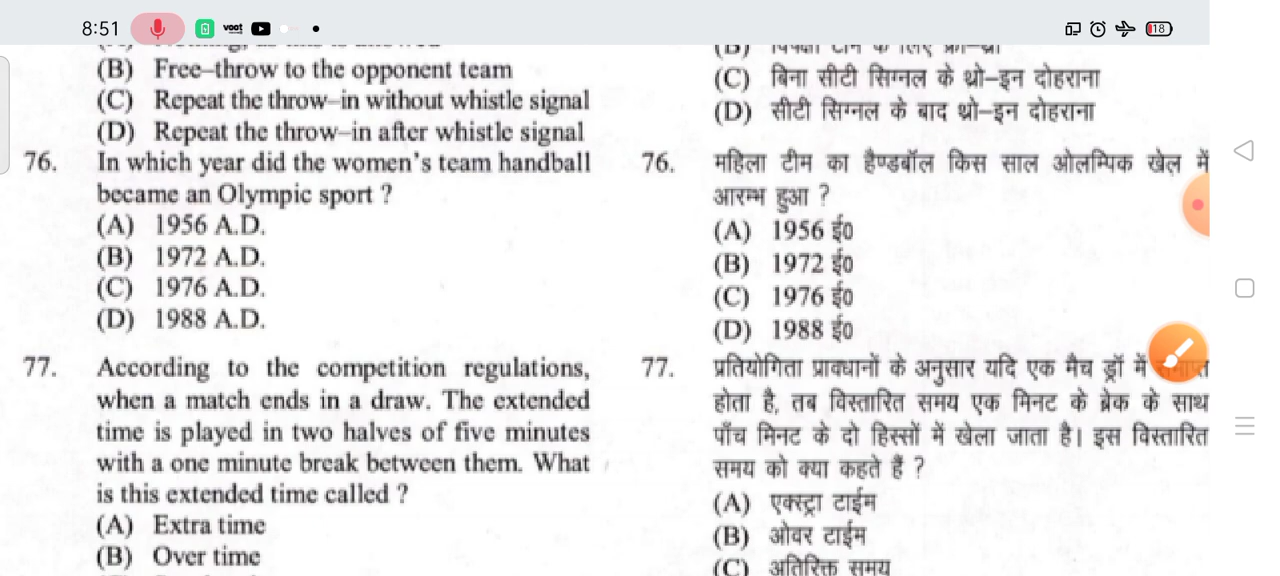 8:51
voot
18
(B) Free–throw to the opponent team
(C) Repeat the throw–in without whistle signal
(D) Repeat the throw–in after whistle signal
76. In which year did the women's team handball
became an Olympic sport ?
(A) 1956 A.D.
(B) 1972 A.D.
(C) 1976 A.D.
(D) 1988 A.D.
77. According to the competition regulations,
when a match ends in a draw. The extended
time is played in two halves of five minutes
with a one minute break between them. What
is this extended time called ?
(A) Extra time
(B) Over time
(C) बिना सीटी सिग्नल के थ्रो–इन दोहराना
(D) सीटी सिग्नल के बाद थ्रो–इन दोहराना
76. महिला टीम का हैण्डबॉल किस साल ओलम्पिक खेल में
आरम्भ हुआ ?
(A) 1956 ई0
(B) 1972 ई0
(C) 1976 ई0
(D) 1988 ई0
77. प्रतियोगिता प्रावधानों के अनुसार यदि एक मैच ड्रॉ में
होता है, तब विस्तारित समय एक मिनट के ब्रेक के साथ
पाँच मिनट के दो हिस्सों में खेला जाता है। इस विस्तारित
समय को क्या कहते हैं ?
(A) एक्स्ट्रा टाईम
(B) ओवर टाईम
(C) अतिरिक्त समय